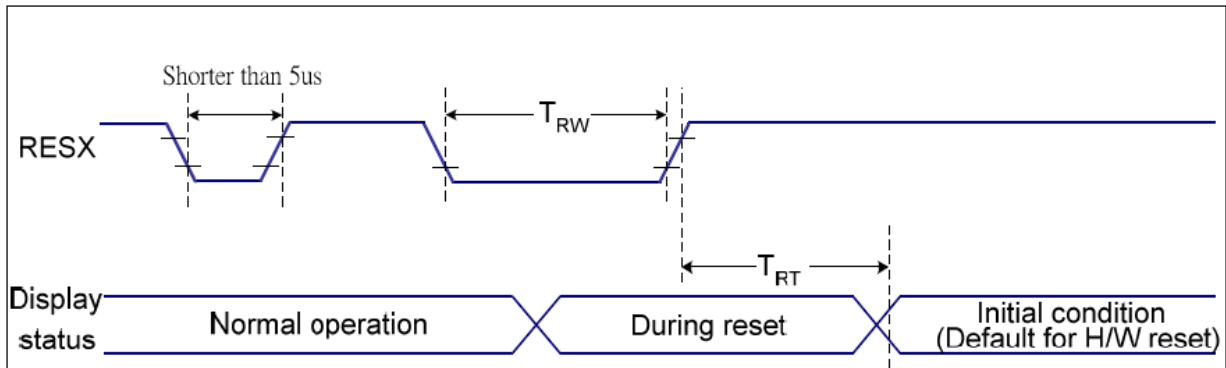 Shorter than 5us
RESX
TRW
TRT
Display status
Normal operation
During reset
Initial condition
(Default for H/W reset)